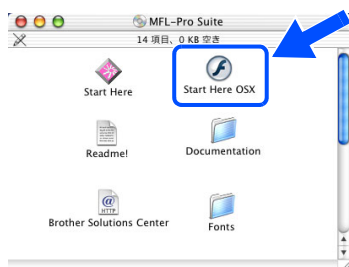 MFL-Pro Suite
14 項目、0 KB 空き
Start Here
Start Here OSX
Readme!
Documentation
@
HTTP
Brother Solutions Center
Fonts